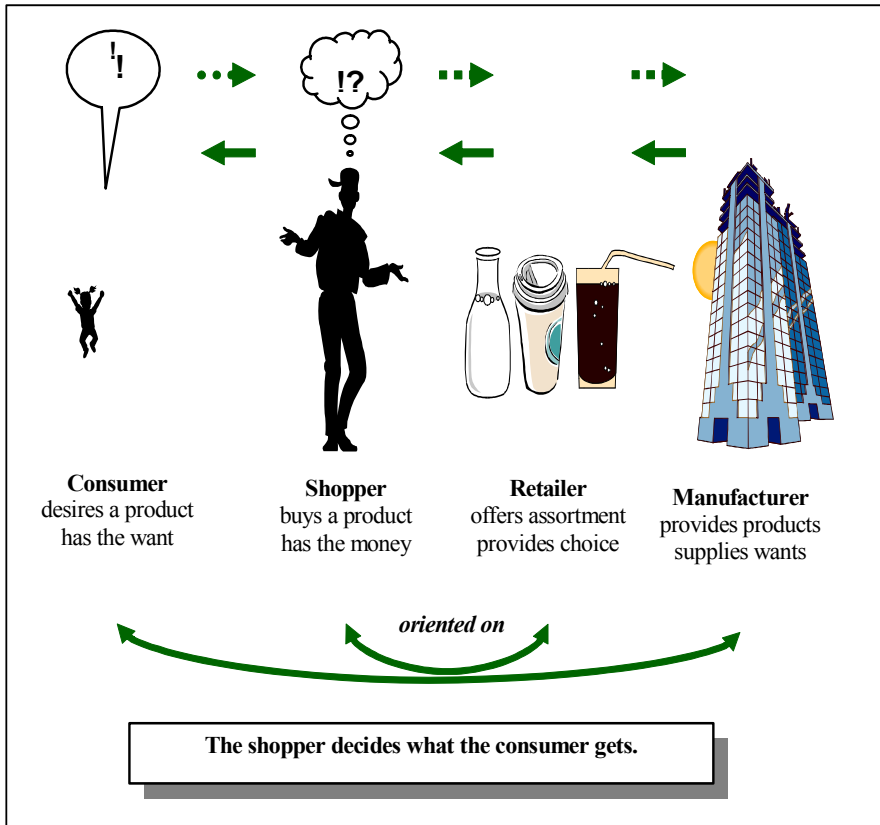 !!
!?
Consumer
desires a product
has the want
Shopper
buys a product
has the money
Retailer
offers assortment
provides choice
Manufacturer
provides products
supplies wants
oriented on
The shopper decides what the consumer gets.